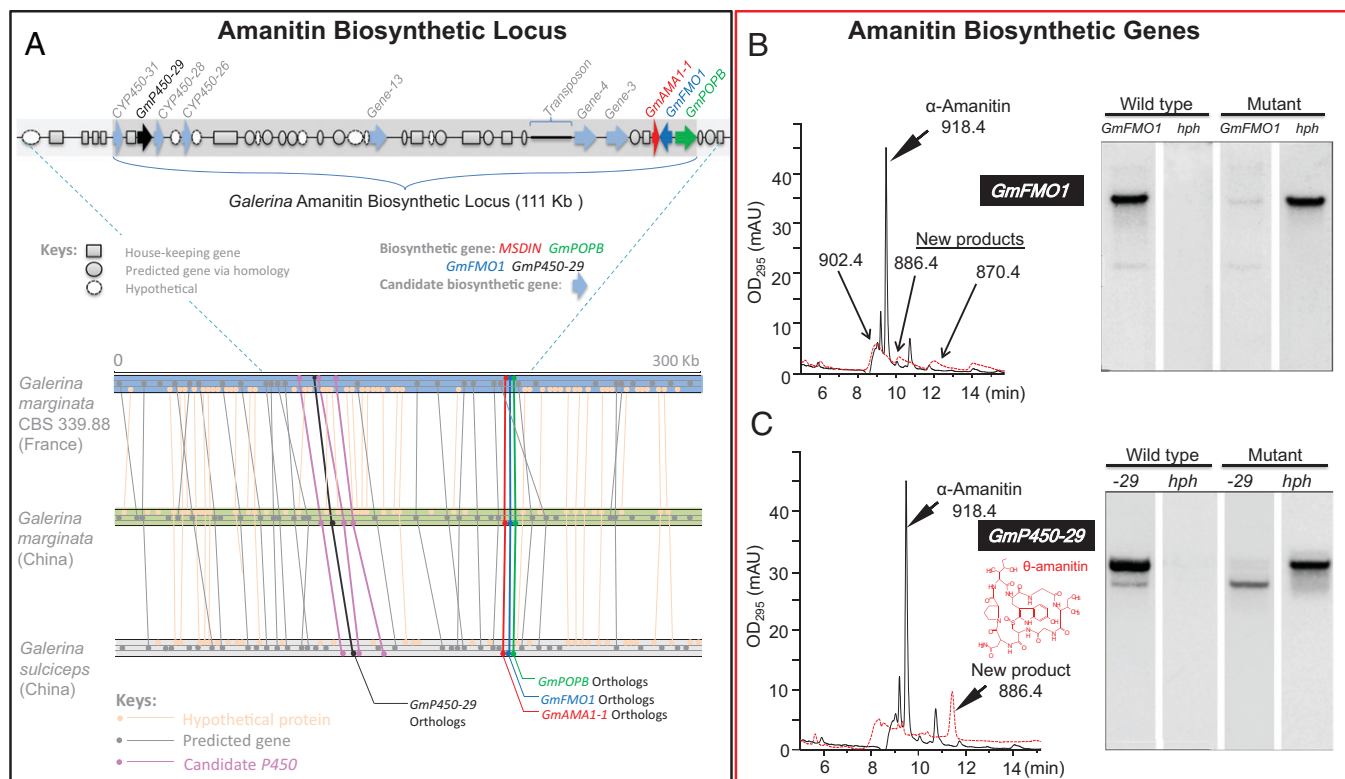 A
Amanitin Biosynthetic Locus
CYP450-31
GmP450-29
CYP450-28
CYP450-26
Gene-13
Transposon
Gene-4
Gene-3
GmAMA1-1
GmFMO1
GmPOPB
Galerina Amanitin Biosynthetic Locus (111 Kb )
Keys:
House-keeping gene
Predicted gene via homology
Hypothetical
Biosynthetic gene: MSDIN GmPOPB
GmFMO1 GmP450-29
Candidate biosynthetic gene:
0
300 Kb
Galerina
marginata
CBS 339.88
(France)
Galerina
marginata
(China)
Galerina
sulciceps
(China)
GmP450-29
Orthologs
GmPOPB Orthologs
GmFMO1 Orthologs
GmAMA1-1 Orthologs
Keys:
Hypothetical protein
Predicted gene
Candidate P450
Amanitin Biosynthetic Genes
B
OD295 (mAU)
40
30
20
10
0
6 8 10 12 14 (min)
α-Amanitin
918.4
GmFMO1
New products
902.4
886.4
870.4
Wild type
Mutant
GmFMO1 hph
GmFMO1 hph
C
OD295 (mAU)
40
30
20
10
0
6 8 10 12 14 (min)
α-Amanitin
918.4
GmP450-29
θ-amanitin
New product
886.4
Wild type
Mutant
-29 hph
-29 hph